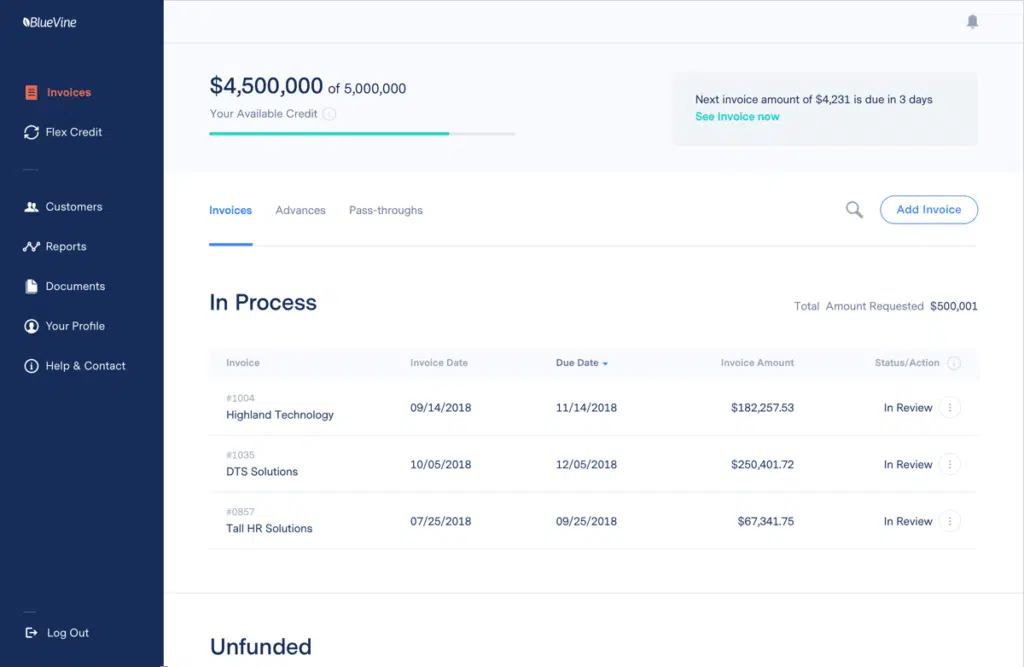 BlueVine
Invoices
Flex Credit
Customers
Reports
Documents
Your Profile
Help & Contact
Log Out
$4,500,000 of 5,000,000
Your Available Credit
Next invoice amount of $4,231 is due in 3 days
See Invoice now
Invoices Advances Pass-throughs Add Invoice
In Process Total Amount Requested $500,001
Invoice Invoice Date Due Date Invoice Amount Status/Action
#1004
Highland Technology 09/14/2018 11/14/2018 $182,257.53 In Review
#1035
DTS Solutions 10/05/2018 12/05/2018 $250,401.72 In Review
#0857
Tall HR Solutions 07/25/2018 09/25/2018 $67,341.75 In Review
Unfunded